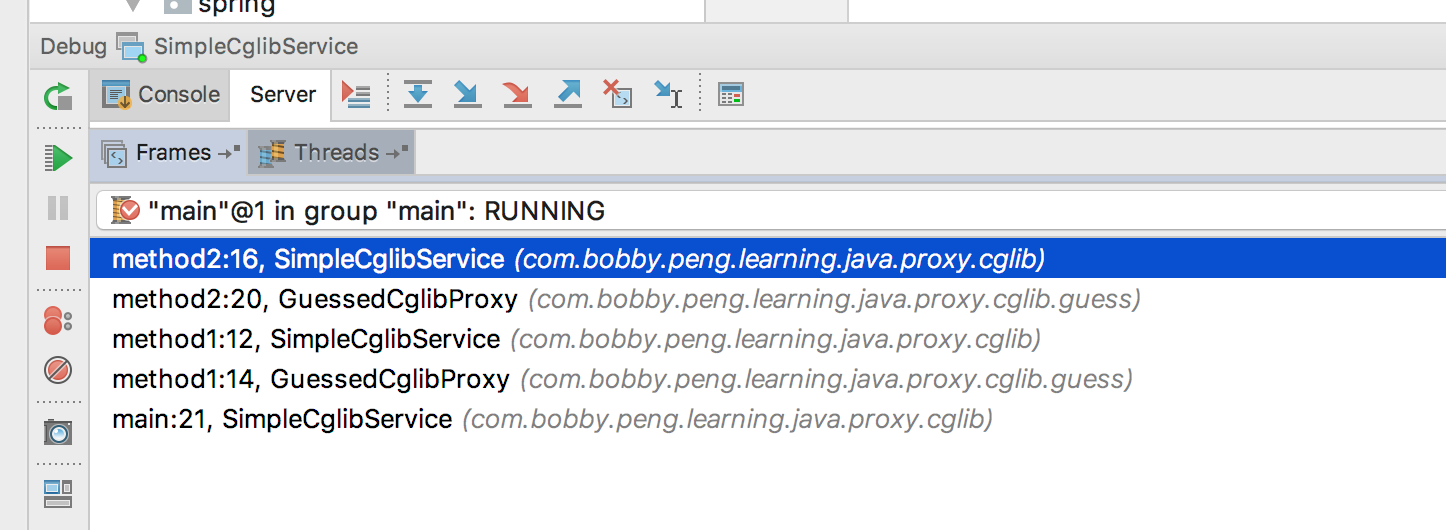 spring
Debug SimpleCglibService
Console Server
Frames Threads
"main"@1 in group "main": RUNNING
method2:16, SimpleCglibService (com.bobby.peng.learning.java.proxy.cglib)
method2:20, GuessedCglibProxy (com.bobby.peng.learning.java.proxy.cglib.guess)
method1:12, SimpleCglibService (com.bobby.peng.learning.java.proxy.cglib)
method1:14, GuessedCglibProxy (com.bobby.peng.learning.java.proxy.cglib.guess)
main:21, SimpleCglibService (com.bobby.peng.learning.java.proxy.cglib)